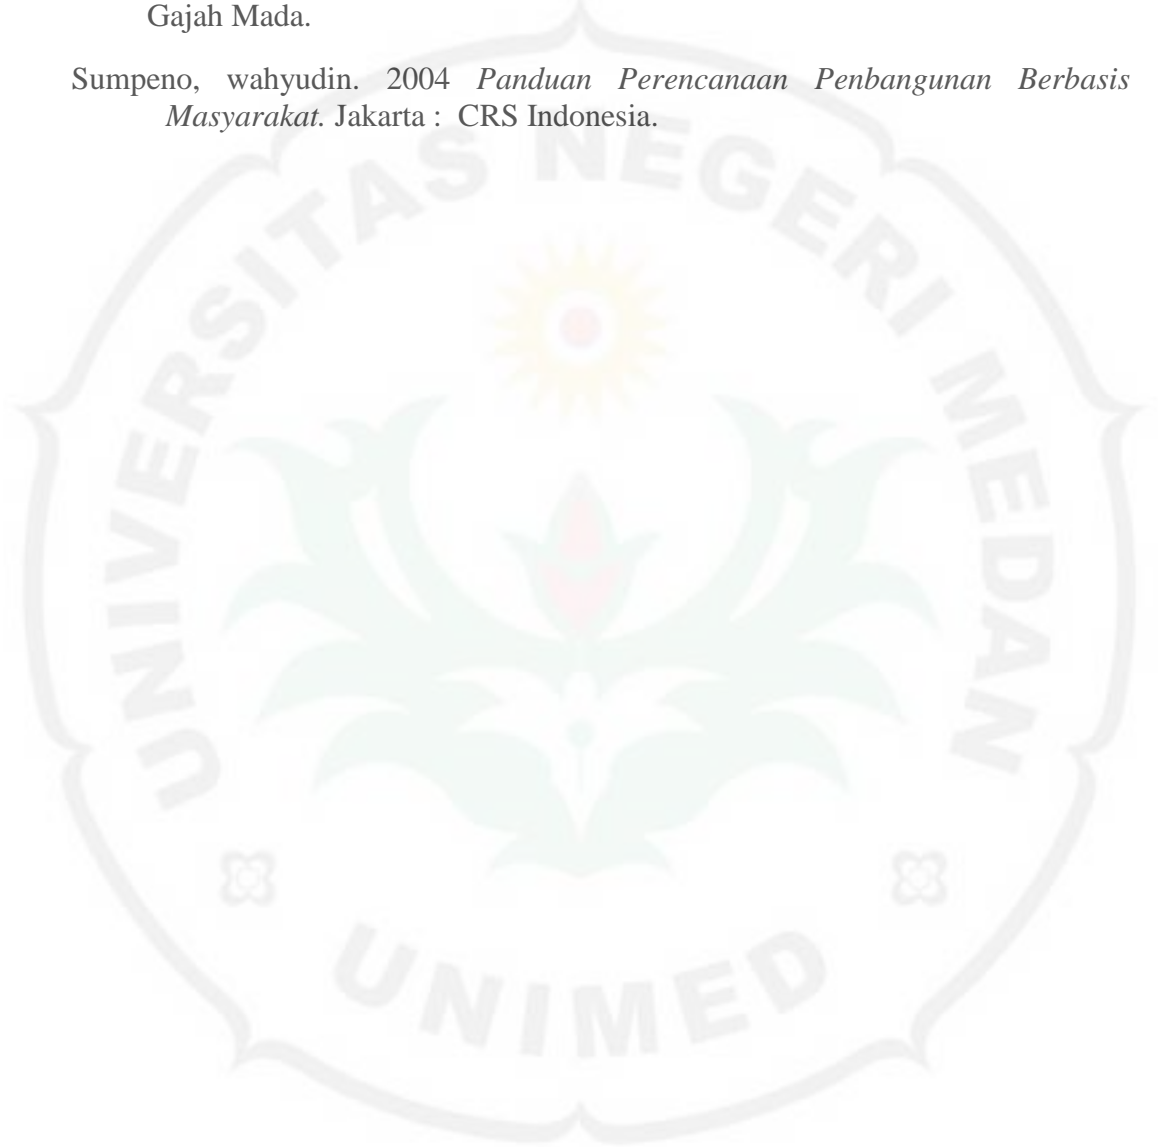 Gajah Mada.
Sumpeno, wahyudin. 2004 Panduan Perencanaan Penbangunan Berbasis
Masyarakat. Jakarta : CRS Indonesia.
UNIVERSITAS NEGERI MEDAN
UNIMED